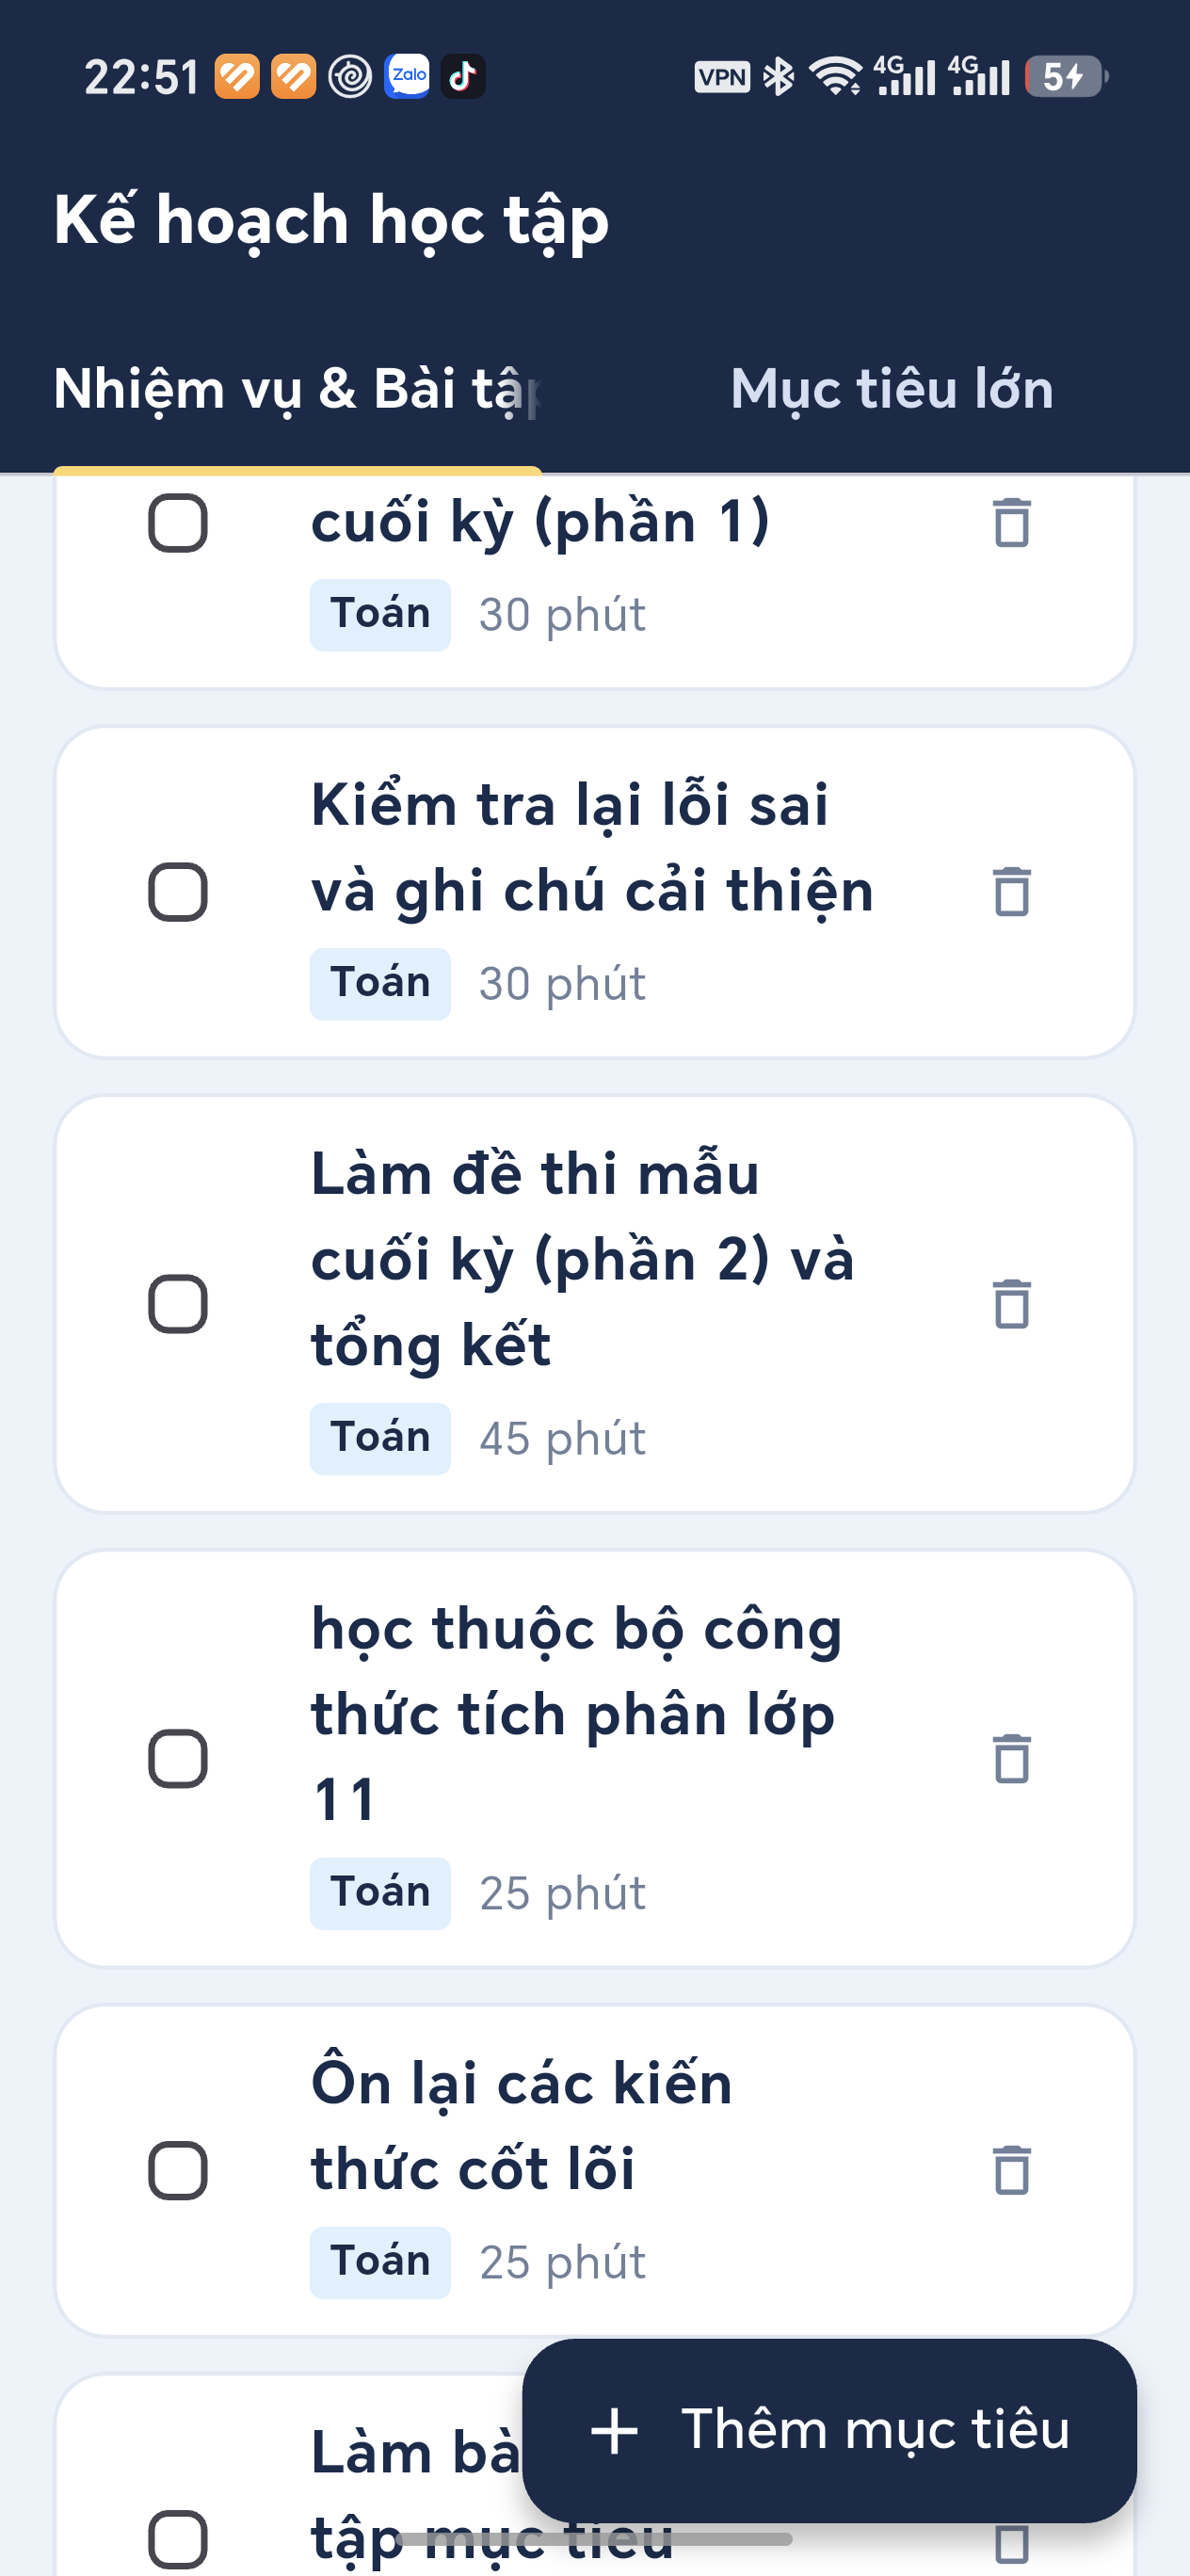 22:51 Zalo VPN 4G 4G 5
Kế hoạch học tập
Nhiệm vụ & Bài tập Mục tiêu lớn
cuối kỳ (phần 1)
Toán 30 phút
Kiểm tra lại lỗi sai
và ghi chú cải thiện
Toán 30 phút
Làm đề thi mẫu
cuối kỳ (phần 2) và
tổng kết
Toán 45 phút
học thuộc bộ công
thức tích phân lớp
11
Toán 25 phút
Ôn lại các kiến
thức cốt lõi
Toán 25 phút
Làm
tập mục tiêu
Thêm mục tiêu